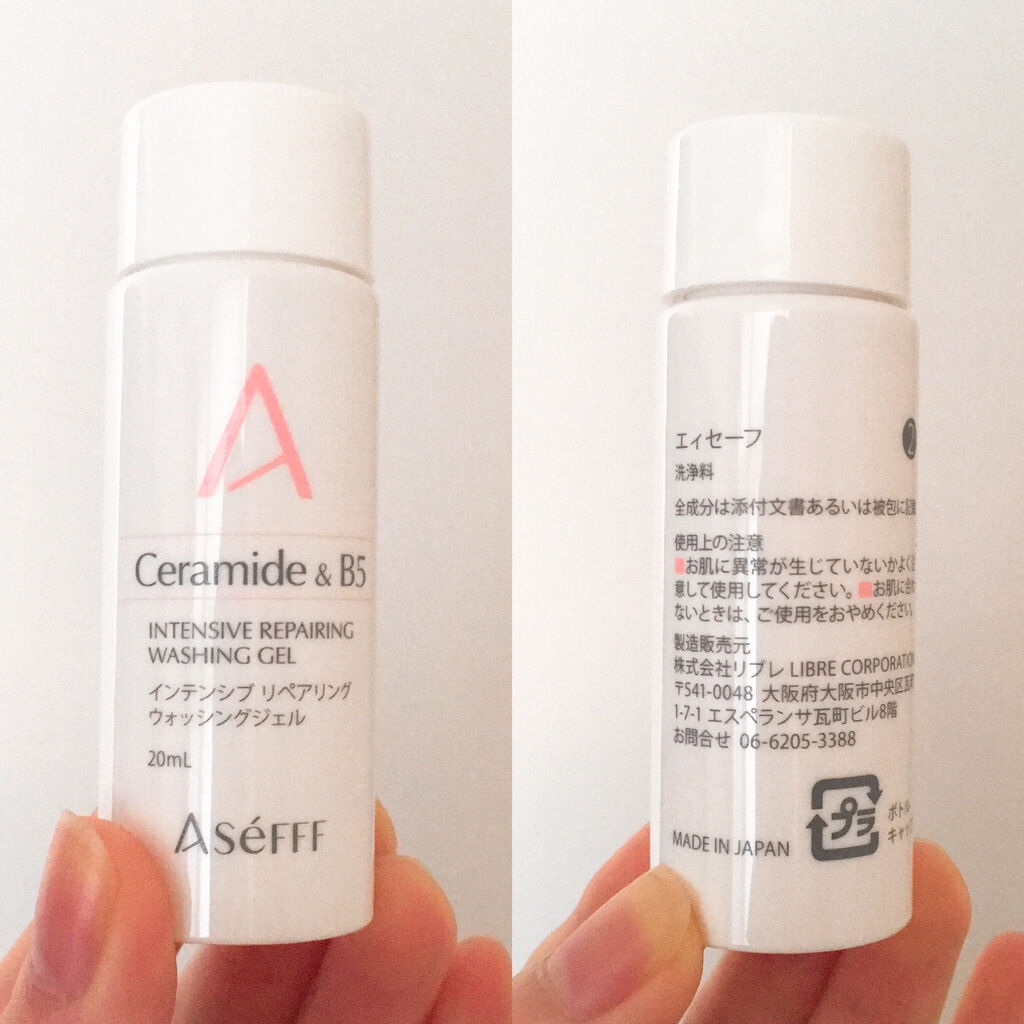 A
Ceramide & B5
INTENSIVE REPAIRING
WASHING GEL
インテンシブ リペアリング
ウォッシングジェル
20mL
AséFFF
エィセーフ
2
洗浄料
全成分は添付文書あるいは被包に記載
使用上の注意
■お肌に異常が生じていないかよく注
意して使用してください。■お肌に合わ
ないときは、ご使用をおやめください。
製造販売元
株式会社リブレ LIBRE CORPORATION
〒541-0048 大阪府大阪市中央区瓦町
1-7-1 エスペランサ瓦町ビル8階
お問合せ 06-6205-3388
プラ
ボトル
キャップ
MADE IN JAPAN